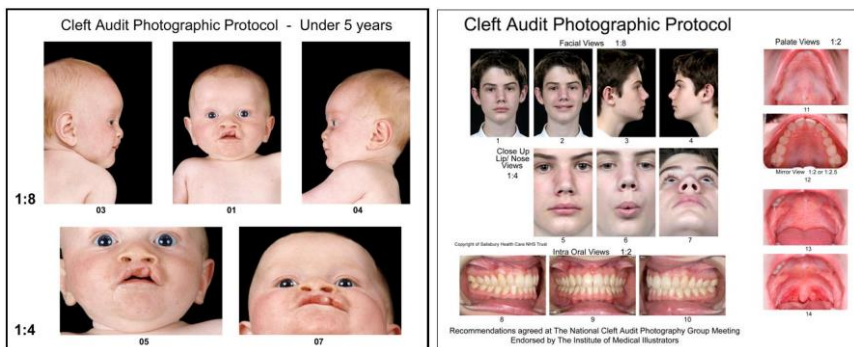 Cleft Audit Photographic Protocol - Under 5 years
1:8
03
01
04
1:4
05
07
Cleft Audit Photographic Protocol
Facial Views 1:8
1
2
3
4
Close Up
Lip/ Nose
Views
1:4
5
6
7
Copyright of Salisbury Health Care NHS Trust
Intra Oral Views 1:2
8
9
10
Palate Views 1:2
11
Mirror View 1:2 or 1:2.5
12
13
14
Recommendations agreed at The National Cleft Audit Photography Group Meeting
Endorsed by The Institute of Medical Illustrators